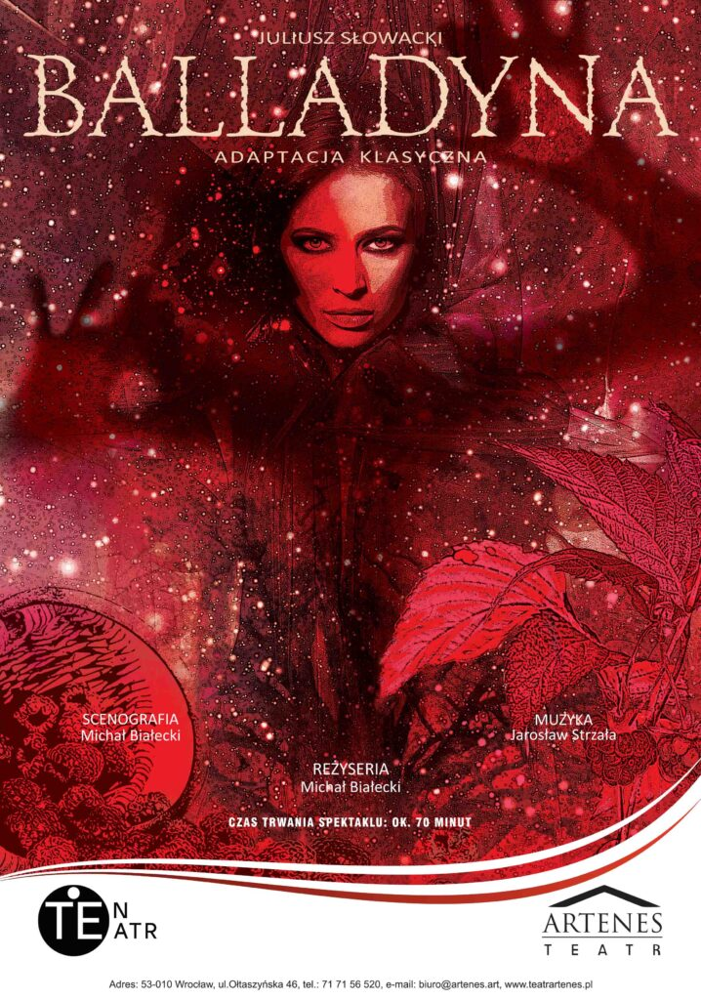 JULIUSZ SŁOWACKI
BALLADYNA
ADAPTACJA KLASYCZNA
SCENOGRAFIA
Michał Białecki
MUZYKA
Jarosław Strzała
REŻYSERIA
Michał Białecki
CZAS TRWANIA SPEKTAKLU: OK. 70 MINUT
TEN
TEATR
ARTENES
TEATR
Adres: 53-010 Wrocław, ul.Ołtaszyńska 46, tel.: 71 71 56 520, e-mail: biuro@artenes.art, www.teatrartenes.pl